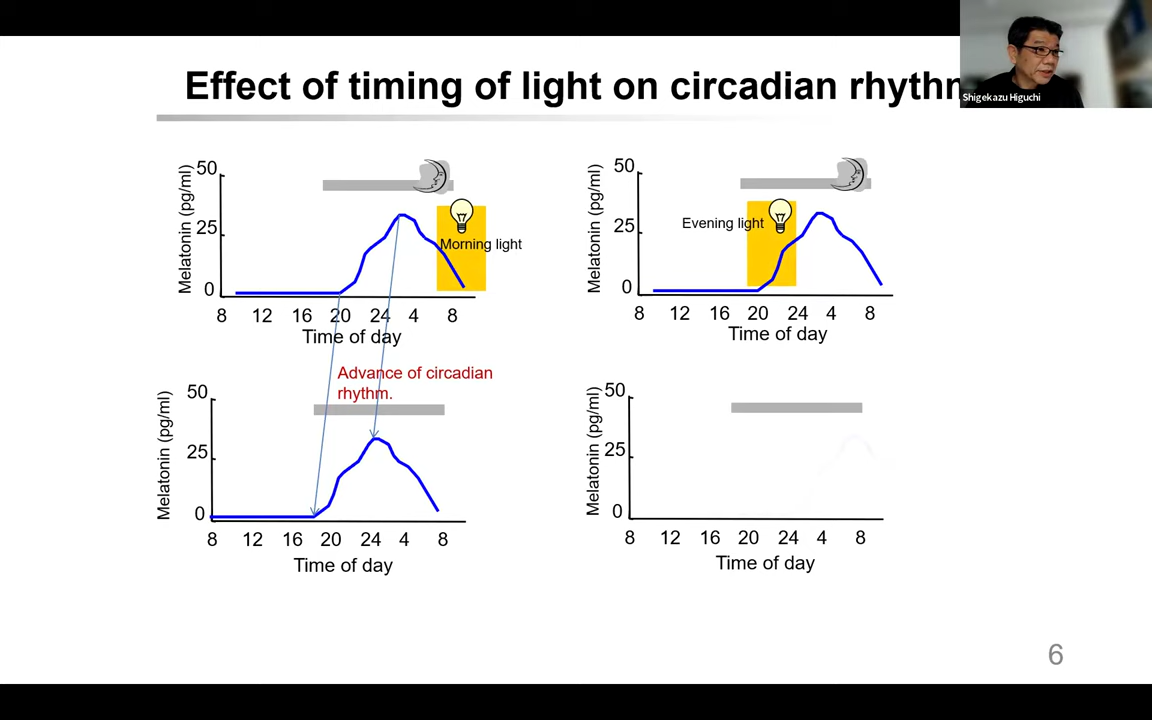 Effect of timing of light on circadian rhythm
Shigekazu Higuchi
Melatonin (pg/ml)
50
25
0
Morning light
8 12 16 20 24 4 8
Time of day
Melatonin (pg/ml)
50
25
0
Evening light
8 12 16 20 24 4 8
Time of day
Advance of circadian
rhythm.
Melatonin (pg/ml)
50
25
0
8 12 16 20 24 4 8
Time of day
Melatonin (pg/ml)
50
25
0
8 12 16 20 24 4 8
Time of day
6